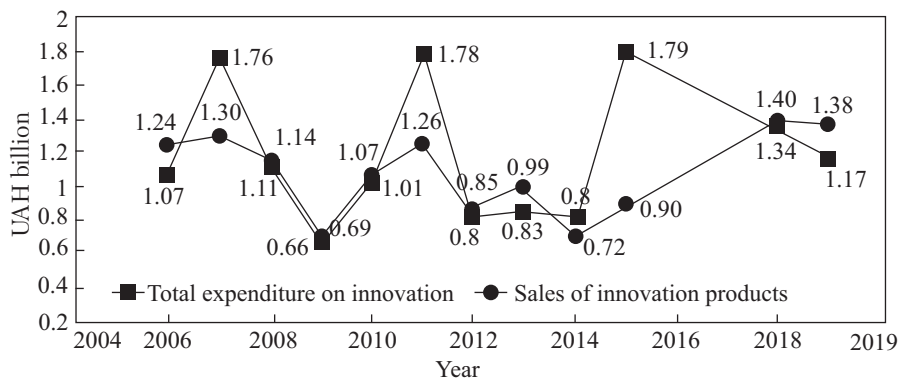 2
1.8
1.6
1.4
1.2
1
0.8
0.6
0.4
0.2
UAH billion
1.76 1.78 1.79
1.24 1.30 1.14 1.07 1.26 0.99 0.8 1.40 1.38
1.07 1.11 1.01 0.85 0.90 1.34 1.17
0.66 0.69 0.8 0.83 0.72
Total expenditure on innovation Sales of innovation products
2004 2006 2008 2010 2012 2014 2016 2018 2019
Year